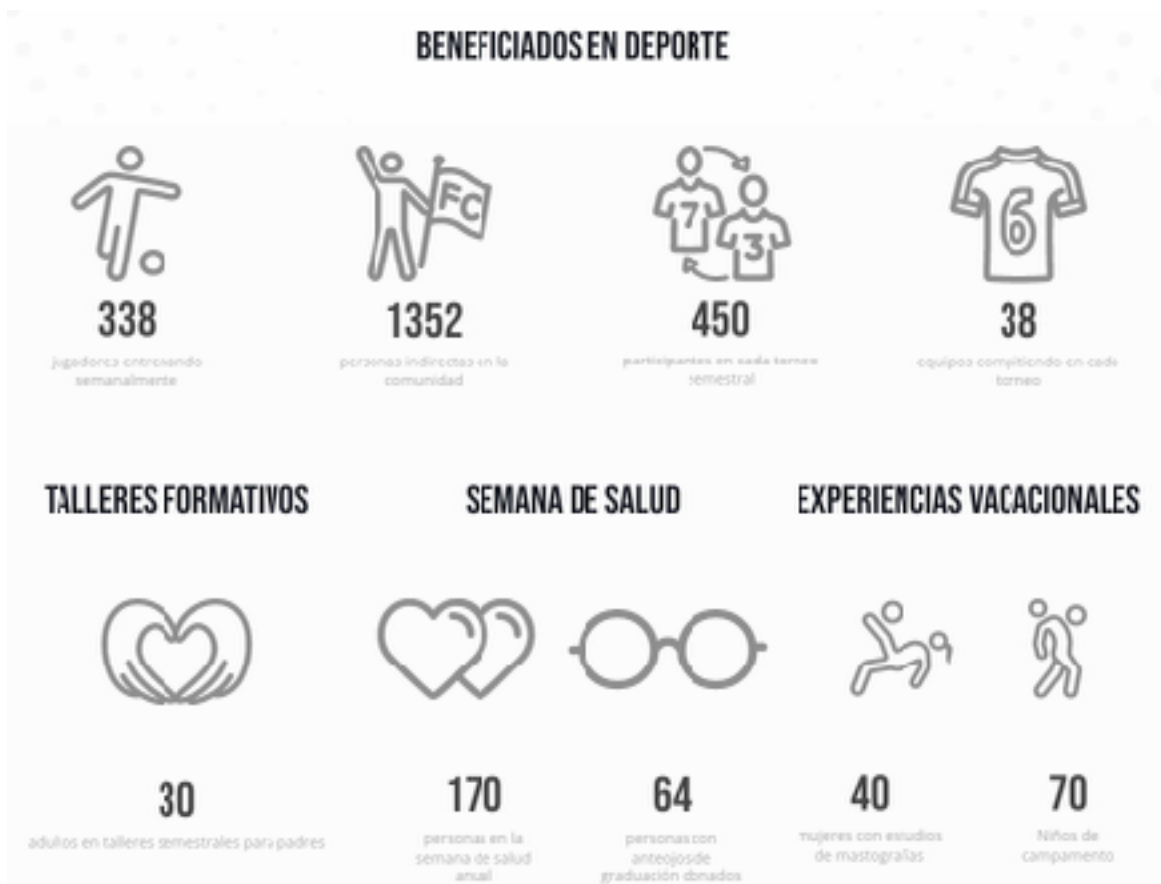 BENEFICIADOS EN DEPORTE
FC
7
3
6
338
1352
450
38
jugadores entrenando
semanalmente
personas indirectas en la
comunidad
participantes en cada torneo
semestral
equipos compitiendo en cada
torneo
TALLERES FORMATIVOS
SEMANA DE SALUD
EXPERIENCIAS VACACIONALES
30
adultos en talleres semestrales para padres
170
personas en la
semana de salud
anual
64
personas con
anteojos de
graduación donados
40
mujeres con estudios
de mastografías
70
Niños de
campamento